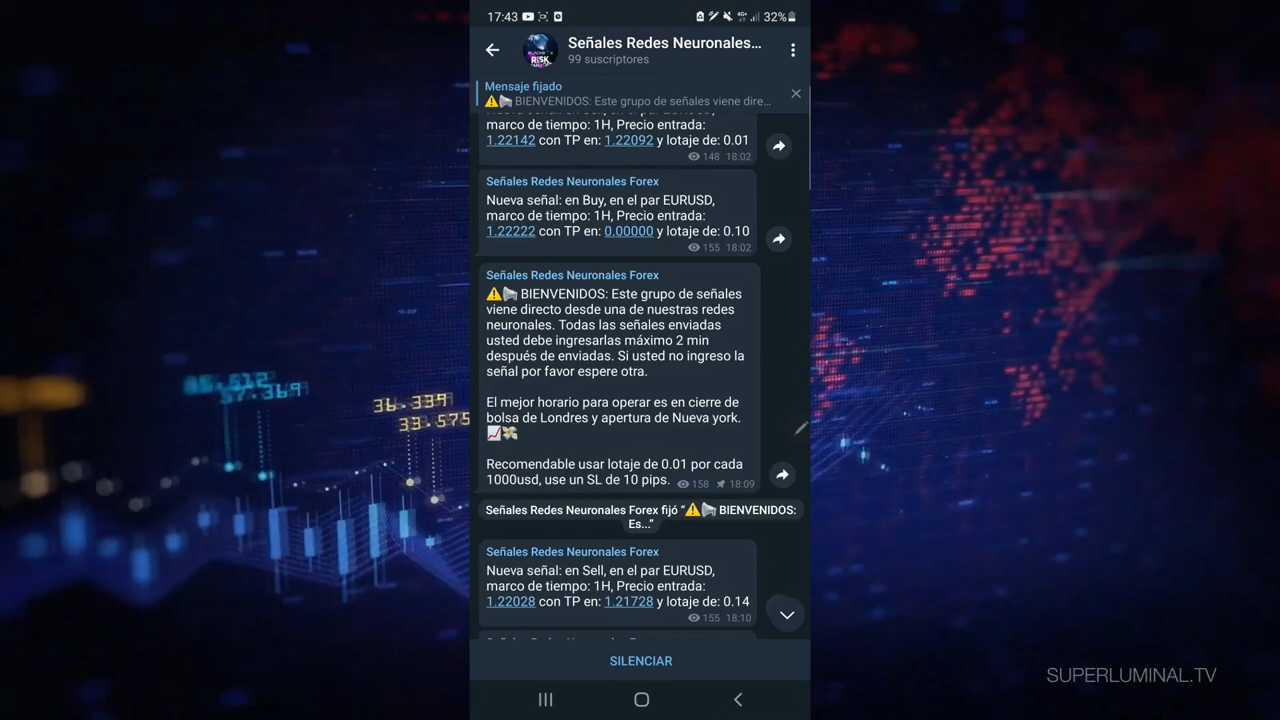 17:43
4G+
32%
Señales Redes Neuronales...
99 suscriptores
RISK
Mensaje fijado
⚠️📢 BIENVENIDOS: Este grupo de señales viene dire...
marco de tiempo: 1H, Precio entrada:
1.22142 con TP en: 1.22092 y lotaje de: 0.01
148 18:02
Señales Redes Neuronales Forex
Nueva señal: en Buy, en el par EURUSD,
marco de tiempo: 1H, Precio entrada:
1.22222 con TP en: 0.00000 y lotaje de: 0.10
155 18:02
Señales Redes Neuronales Forex
⚠️📢 BIENVENIDOS: Este grupo de señales
viene directo desde una de nuestras redes
neuronales. Todas las señales enviadas
usted debe ingresarlas máximo 2 min
después de enviadas. Si usted no ingreso la
señal por favor espere otra.
El mejor horario para operar es en cierre de
bolsa de Londres y apertura de Nueva york.
📈💸
Recomendable usar lotaje de 0.01 por cada
1000usd, use un SL de 10 pips.
158 18:09
Señales Redes Neuronales Forex fijó "⚠️📢 BIENVENIDOS:
Es..."
Señales Redes Neuronales Forex
Nueva señal: en Sell, en el par EURUSD,
marco de tiempo: 1H, Precio entrada:
1.22028 con TP en: 1.21728 y lotaje de: 0.14
155 18:10
SILENCIAR
37.369
36.339
33.575
SUPERLUMINAL.TV